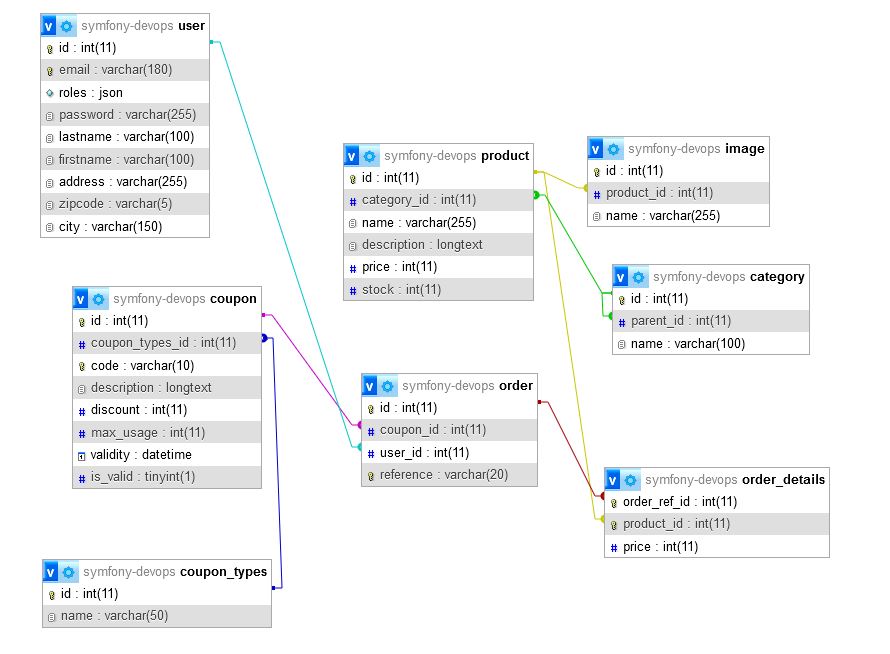 v symfony-devops user
id : int(11)
email : varchar(180)
roles : json
password : varchar(255)
lastname : varchar(100)
firstname : varchar(100)
address : varchar(255)
zipcode : varchar(5)
city : varchar(150)
v symfony-devops product
id : int(11)
# category_id : int(11)
name : varchar(255)
description : longtext
# price : int(11)
# stock : int(11)
v symfony-devops image
id : int(11)
# product_id : int(11)
name : varchar(255)
v symfony-devops category
id : int(11)
# parent_id : int(11)
name : varchar(100)
v symfony-devops coupon
id : int(11)
# coupon_types_id : int(11)
code : varchar(10)
description : longtext
# discount : int(11)
# max_usage : int(11)
validity : datetime
# is_valid : tinyint(1)
v symfony-devops order
id : int(11)
# coupon_id : int(11)
# user_id : int(11)
reference : varchar(20)
v symfony-devops order_details
order_ref_id : int(11)
product_id : int(11)
# price : int(11)
v symfony-devops coupon_types
id : int(11)
name : varchar(50)